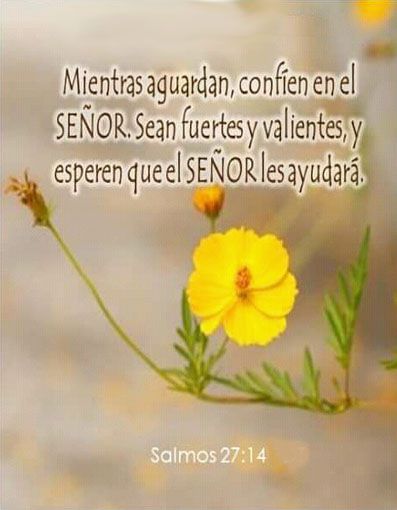 Mientras aguardan, confíen en el
SEÑOR. Sean fuertes y valientes, y
esperen que el SEÑOR les ayudará.
Salmos 27:14